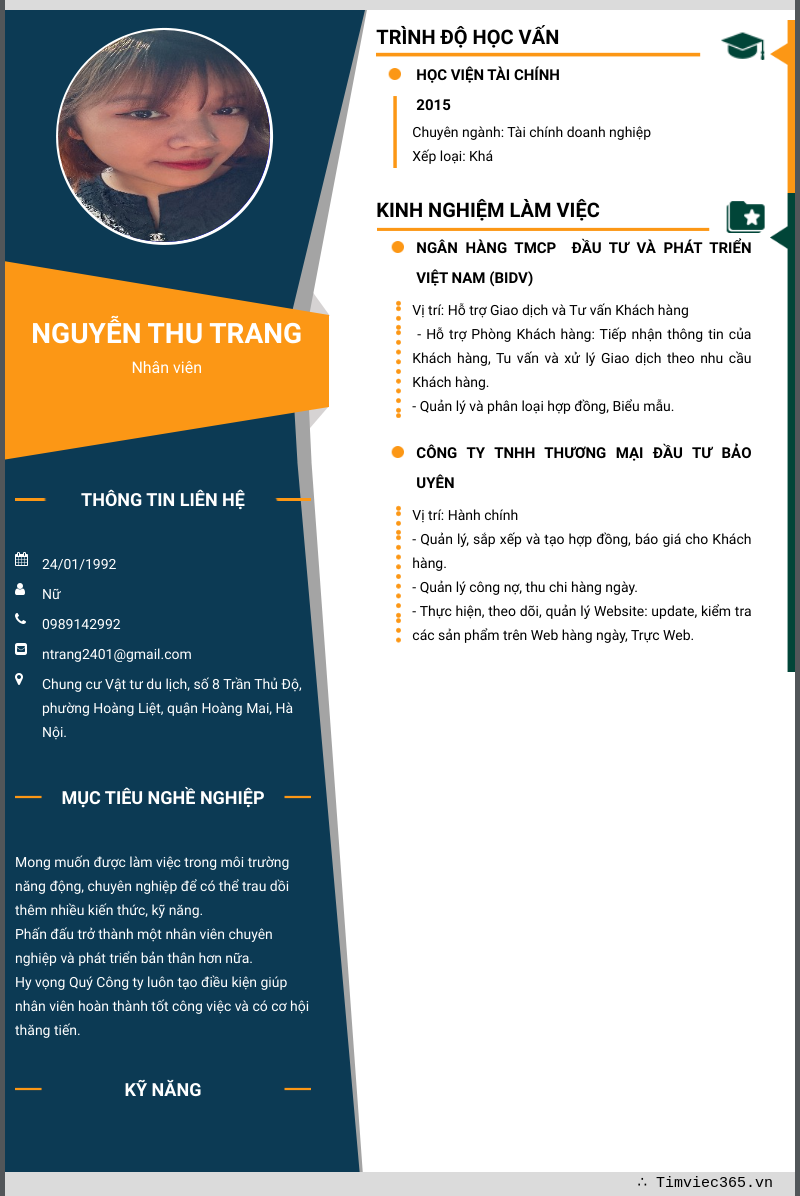 NGUYỄN THU TRANG
Nhân viên
THÔNG TIN LIÊN HỆ
24/01/1992
Nữ
0989142992
ntrang2401@gmail.com
Chung cư Vật tư du lịch, số 8 Trần Thủ Độ,
phường Hoàng Liệt, quận Hoàng Mai, Hà
Nội.
MỤC TIÊU NGHỀ NGHIỆP
Mong muốn được làm việc trong môi trường
năng động, chuyên nghiệp để có thể trau dồi
thêm nhiều kiến thức, kỹ năng.
Phấn đấu trở thành một nhân viên chuyên
nghiệp và phát triển bản thân hơn nữa.
Hy vọng Quý Công ty luôn tạo điều kiện giúp
nhân viên hoàn thành tốt công việc và có cơ hội
thăng tiến.
KỸ NĂNG
TRÌNH ĐỘ HỌC VẤN
HỌC VIỆN TÀI CHÍNH
2015
Chuyên ngành: Tài chính doanh nghiệp
Xếp loại: Khá
KINH NGHIỆM LÀM VIỆC
NGÂN HÀNG TMCP ĐẦU TƯ VÀ PHÁT TRIỂN
VIỆT NAM (BIDV)
Vị trí: Hỗ trợ Giao dịch và Tư vấn Khách hàng
- Hỗ trợ Phòng Khách hàng: Tiếp nhận thông tin của
Khách hàng, Tu vấn và xử lý Giao dịch theo nhu cầu
Khách hàng.
- Quản lý và phân loại hợp đồng, Biểu mẫu.
CÔNG TY TNHH THƯƠNG MẠI ĐẦU TƯ BẢO
UYÊN
Vị trí: Hành chính
- Quản lý, sắp xếp và tạo hợp đồng, báo giá cho Khách
hàng.
- Quản lý công nợ, thu chi hàng ngày.
- Thực hiện, theo dõi, quản lý Website: update, kiểm tra
các sản phẩm trên Web hàng ngày, Trực Web.
∴ Timviec365.vn